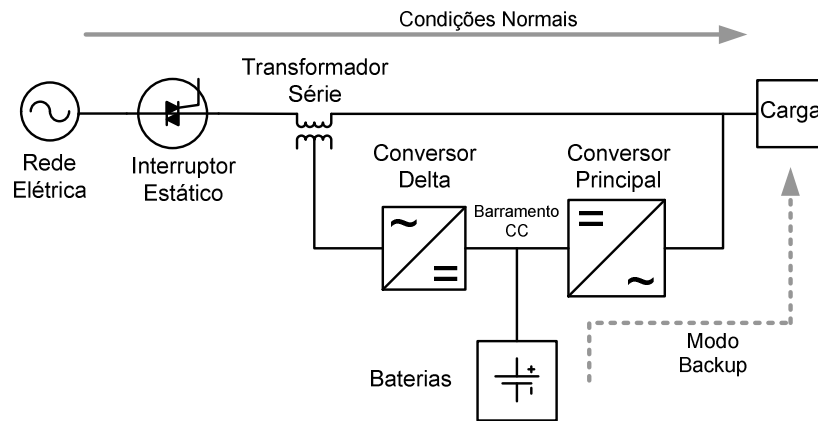 Condições Normais
Transformador
Série
Carga
Rede
Elétrica
Interruptor
Estático
Conversor
Delta
Conversor
Principal
Barramento
CC
~
=
=
~
Modo
Backup
Baterias
+
-